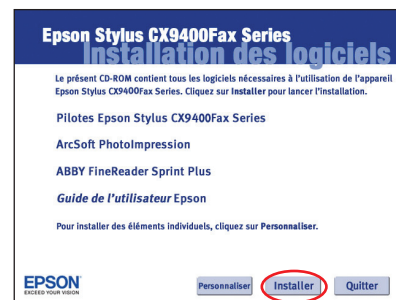 Epson Stylus CX9400Fax Series
Installation des logiciels
Le présent CD-ROM contient tous les logiciels nécessaires à l'utilisation de l'appareil
Epson Stylus CX9400Fax Series. Cliquez sur Installer pour lancer l'installation.
Pilotes Epson Stylus CX9400Fax Series
ArcSoft PhotoImpression
ABBY FineReader Sprint Plus
Guide de l'utilisateur Epson
Pour installer des éléments individuels, cliquez sur Personnaliser.
EPSON
EXCEED YOUR VISION
Personnaliser Installer Quitter